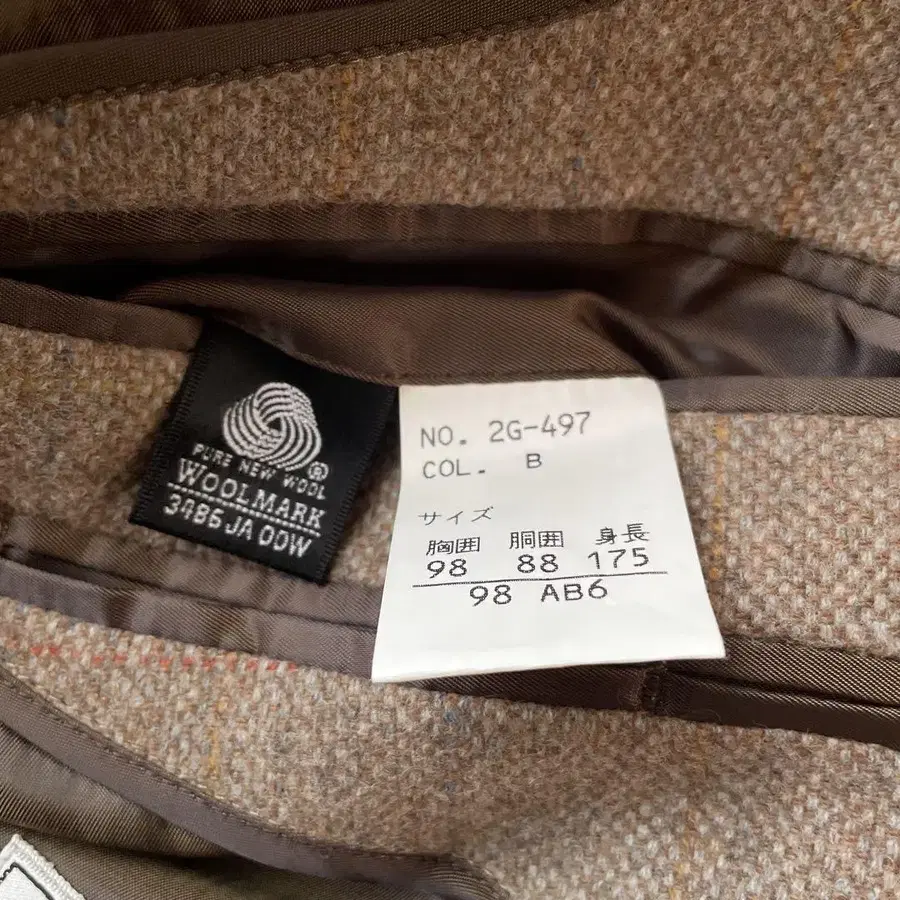 PURE NEW WOOL
®
WOOLMARK
3486 JA 00W
NO. 2G-497
COL. B
サイズ
胸囲 胴囲 身長
98 88 175
98 AB6